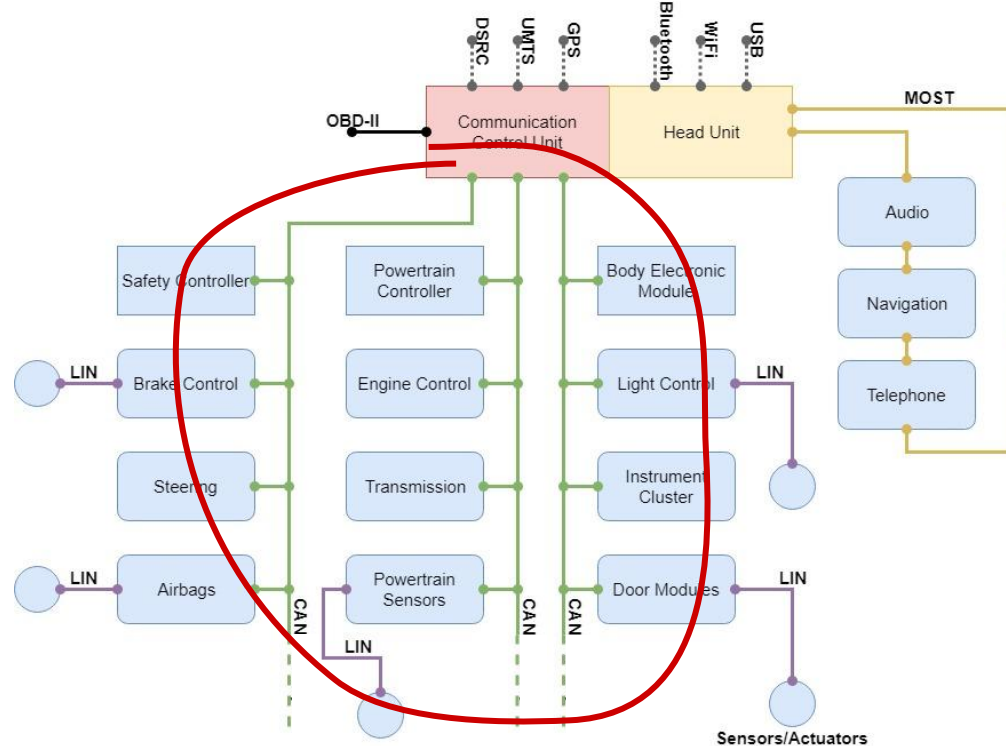 DSRC
UMTS
GPS
Bluetooth
WiFi
USB
OBD-II
Communication
Control Unit
Head Unit
MOST
Audio
Navigation
Telephone
Safety Controller
Powertrain
Controller
Body Electronic
Module
LIN
Brake Control
Engine Control
Light Control
LIN
Steering
Transmission
Instrument
Cluster
LIN
Airbags
CAN
Powertrain
Sensors
CAN
CAN
Door Modules
LIN
LIN
Sensors/Actuators